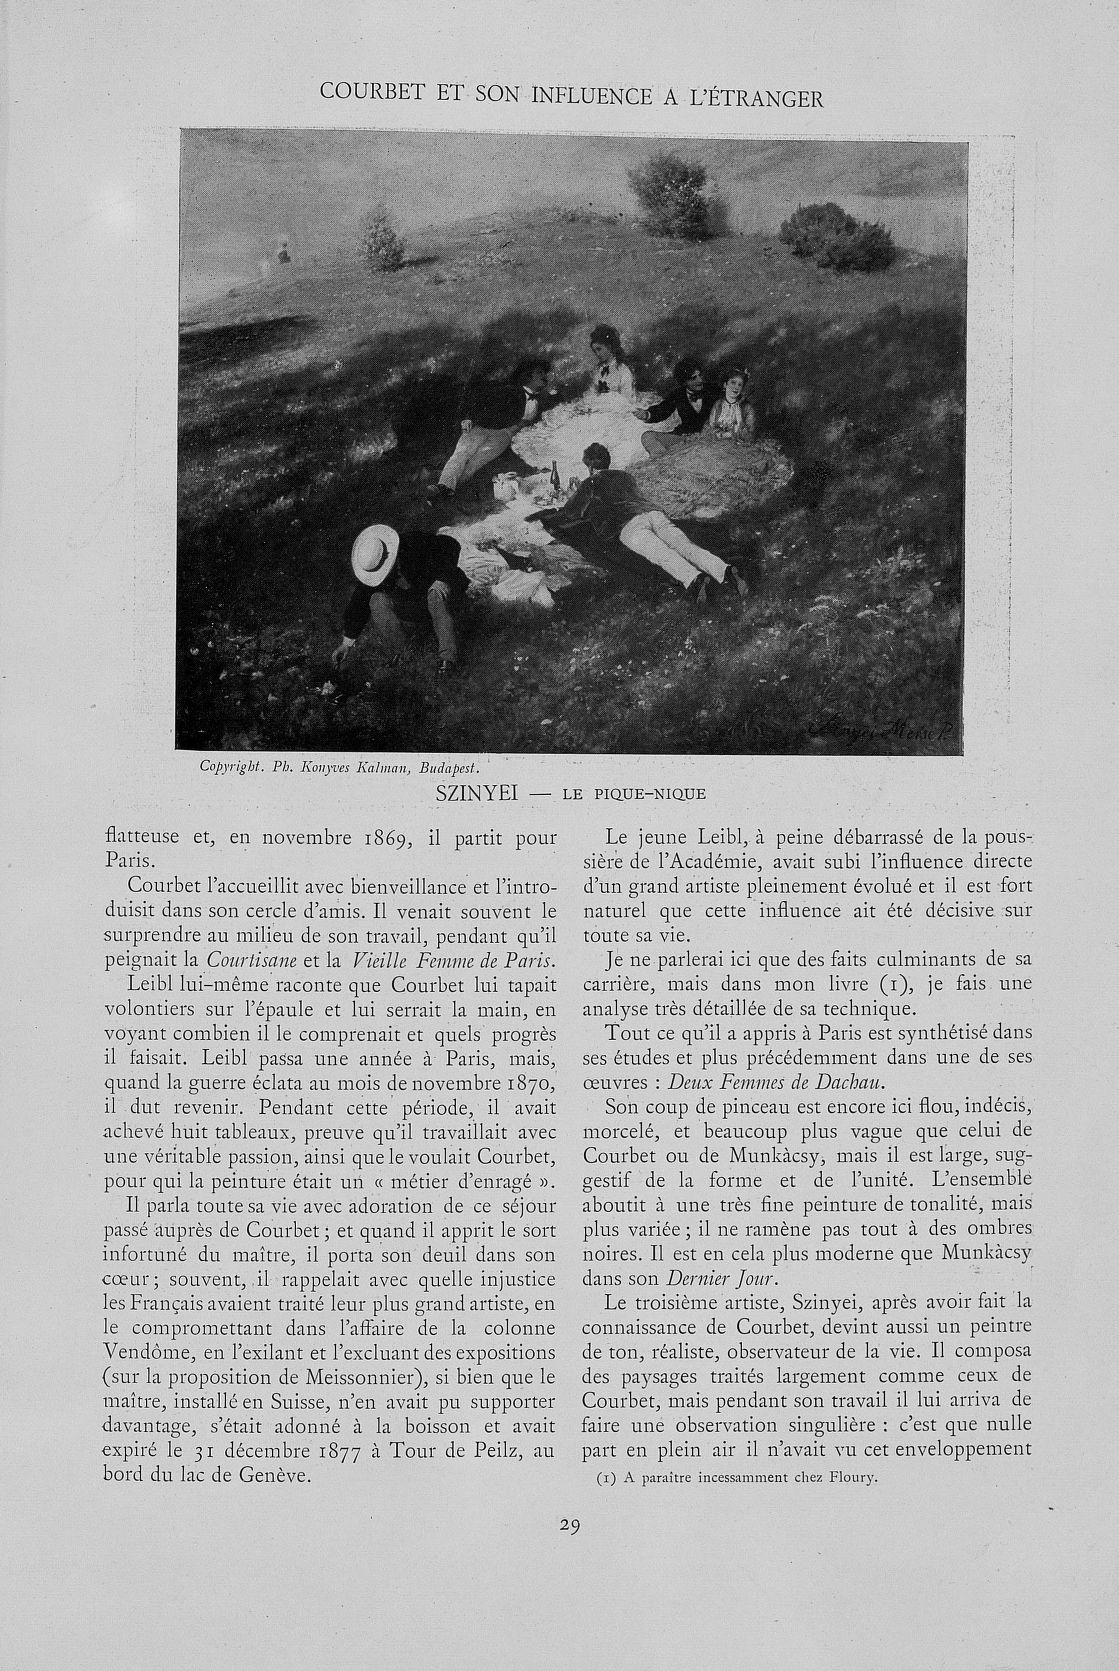 COURBET ET SON INFLUENCE A L'ÉTRANGER
Szinyei Merse P.
Copyright. Ph. Konyves Kalman, Budapest.
SZINYEI — LE PIQUE-NIQUE
flatteuse et, en novembre 1869, il partit pour
Paris.
Courbet l'accueillit avec bienveillance et l'intro-
duisit dans son cercle d'amis. Il venait souvent le
surprendre au milieu de son travail, pendant qu'il
peignait la Courtisane et la Vieille Femme de Paris.
Leibl lui-même raconte que Courbet lui tapait
volontiers sur l'épaule et lui serrait la main, en
voyant combien il le comprenait et quels progrès
il faisait. Leibl passa une année à Paris, mais,
quand la guerre éclata au mois de novembre 1870,
il dut revenir. Pendant cette période, il avait
achevé huit tableaux, preuve qu'il travaillait avec
une véritable passion, ainsi que le voulait Courbet,
pour qui la peinture était un « métier d'enragé ».
Il parla toute sa vie avec adoration de ce séjour
passé auprès de Courbet ; et quand il apprit le sort
infortuné du maître, il porta son deuil dans son
cœur ; souvent, il rappelait avec quelle injustice
les Français avaient traité leur plus grand artiste, en
le compromettant dans l'affaire de la colonne
Vendôme, en l'exilant et l'excluant des expositions
(sur la proposition de Meissonnier), si bien que le
maître, installé en Suisse, n'en avait pu supporter
davantage, s'était adonné à la boisson et avait
expiré le 31 décembre 1877 à Tour de Peilz, au
bord du lac de Genève.
Le jeune Leibl, à peine débarrassé de la pous-
sière de l'Académie, avait subi l'influence directe
d'un grand artiste pleinement évolué et il est fort
naturel que cette influence ait été décisive sur
toute sa vie.
Je ne parlerai ici que des faits culminants de sa
carrière, mais dans mon livre (1), je fais une
analyse très détaillée de sa technique.
Tout ce qu'il a appris à Paris est synthétisé dans
ses études et plus précédemment dans une de ses
œuvres : Deux Femmes de Dachau.
Son coup de pinceau est encore ici flou, indécis,
morcelé, et beaucoup plus vague que celui de
Courbet ou de Munkàcsy, mais il est large, sug-
gestif de la forme et de l'unité. L'ensemble
aboutit à une très fine peinture de tonalité, mais
plus variée ; il ne ramène pas tout à des ombres
noires. Il est en cela plus moderne que Munkàcsy
dans son Dernier Jour.
Le troisième artiste, Szinyei, après avoir fait la
connaissance de Courbet, devint aussi un peintre
de ton, réaliste, observateur de la vie. Il composa
des paysages traités largement comme ceux de
Courbet, mais pendant son travail il lui arriva de
faire une observation singulière : c'est que nulle
part en plein air il n'avait vu cet enveloppement
(1) A paraître incessamment chez Floury.
29